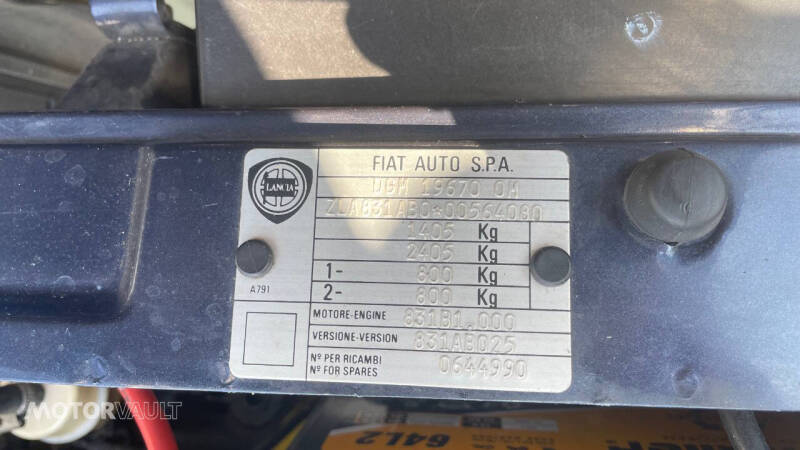 FIAT AUTO S.P.A.
LANCIA
DGM 19670 OM
ZLA831AB0*00564080
1405 Kg
2405 Kg
1- 800 Kg
2- 800 Kg
A791
MOTORE-ENGINE 831B1.000
VERSIONE-VERSION 831AB025
Nº PER RICAMBI
Nº FOR SPARES 0644990
MOTORVAULT
64L2